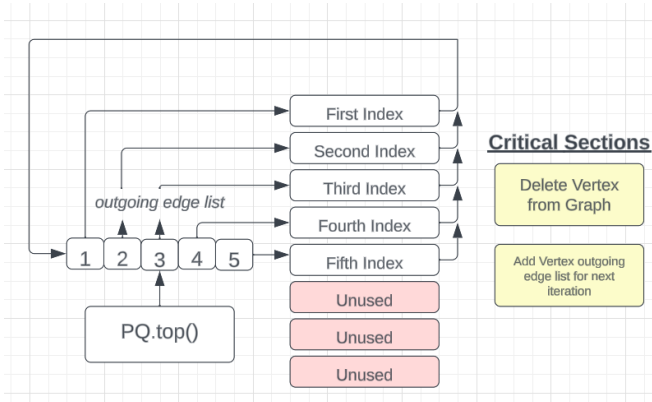 First Index
Second Index
Third Index
Fourth Index
Fifth Index
Unused
Unused
Unused
outgoing edge list
1 2 3 4 5
PQ.top()
Critical Sections
Delete Vertex
from Graph
Add Vertex outgoing
edge list for next
iteration